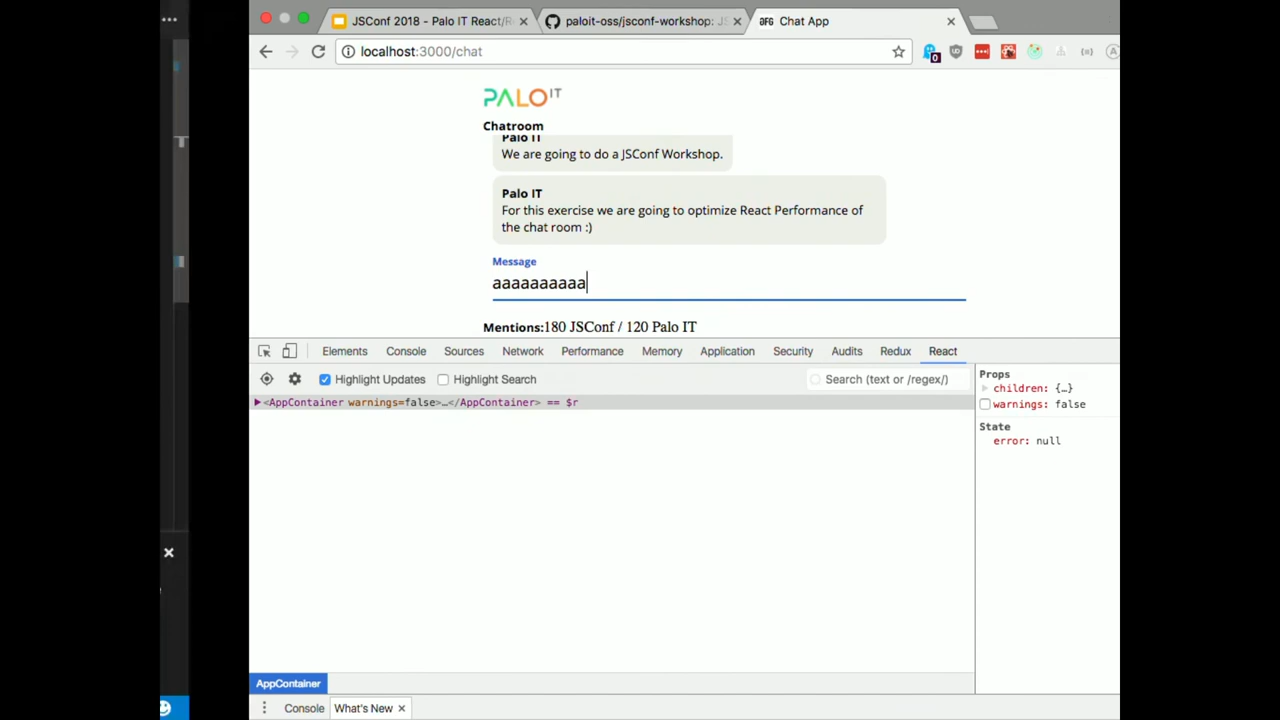 JSConf 2018 - Palo IT React/R
paloit-oss/jsconf-workshop: JS
Chat App
localhost:3000/chat
0
PALO IT
Chatroom
Palo IT
We are going to do a JSConf Workshop.
Palo IT
For this exercise we are going to optimize React Performance of
the chat room :)
Message
aaaaaaaaaa
Mentions:180 JSConf / 120 Palo IT
Elements Console Sources Network Performance Memory Application Security Audits Redux React
Highlight Updates Highlight Search Search (text or /regex/)
<AppContainer warnings=false>…</AppContainer> == $r
Props
children: {…}
warnings: false
State
error: null
AppContainer
Console What's New